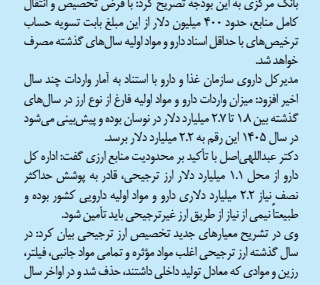 بانک مرکزی به این بودجه تصریح کرد: با فرض تخصیص و انتقال
کامل منابع، حدود ۴۰۰ میلیون دلار از این مبلغ بابت تسویه حساب
ترخیص‌های با حداقل اسناد دارو و مواد اولیه سال‌های گذشته مصرف
خواهد شد.
مدیرکل داروی سازمان غذا و دارو با استناد به آمار واردات چند سال
اخیر افزود: میزان واردات دارو و مواد اولیه فارغ از نوع ارز در سال‌های
گذشته بین ۱.۸ تا ۲.۷ میلیارد دلار در نوسان بوده و پیش‌بینی می‌شود
در سال ۱۴۰۵ این رقم به ۲.۲ میلیارد دلار برسد.
دکتر عبداللهی‌اصل با تأکید بر محدودیت منابع ارزی گفت: اداره کل
دارو از محل ۱.۱ میلیارد دلار ارز ترجیحی، قادر به پوشش حداکثر
نصف نیاز ۲.۲ میلیارد دلاری دارو و مواد اولیه دارویی کشور بوده و
طبیعتاً نیمی از نیاز از طریق ارز غیرترجیحی باید تأمین شود.
وی در تشریح معیارهای جدید تخصیص ارز ترجیحی بیان کرد: در
سال گذشته ارز ترجیحی اغلب مواد مؤثره و تمامی مواد جانبی، فیلتر،
رزین و موادی که معادل تولید داخلی داشتند، حذف شد و در اواخر سال